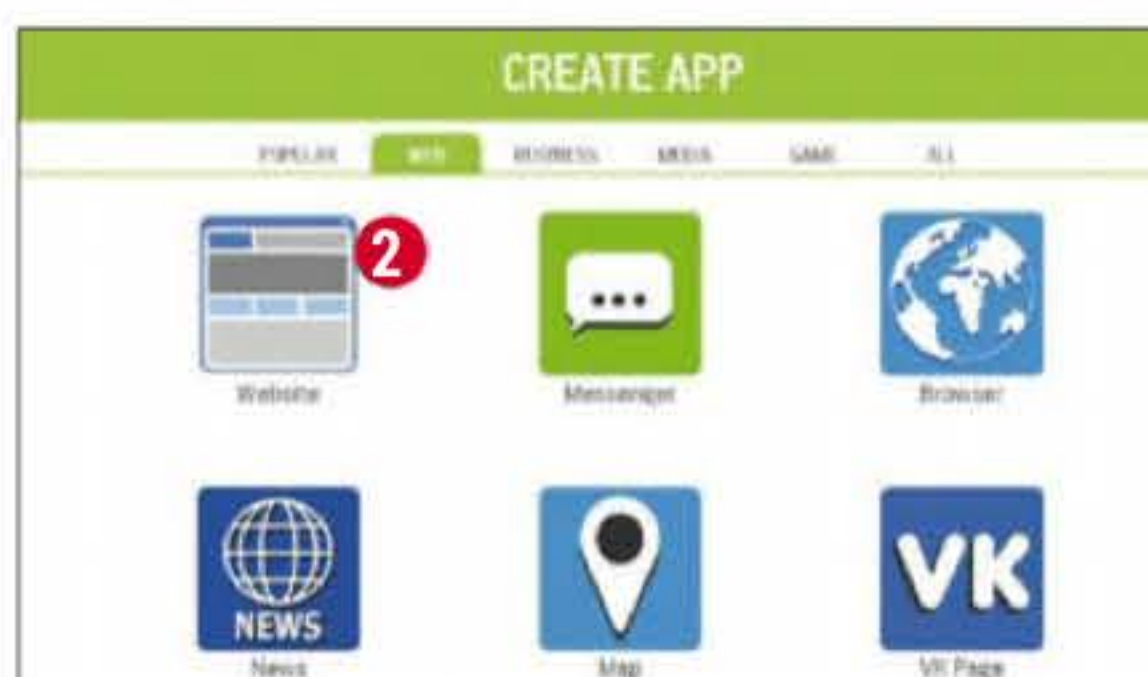 CREATE APP
POPULAR WEB BUSINESS MEDIA GAME ALL
2
Website Messenger Browser
NEWS VK
News Map VK Page